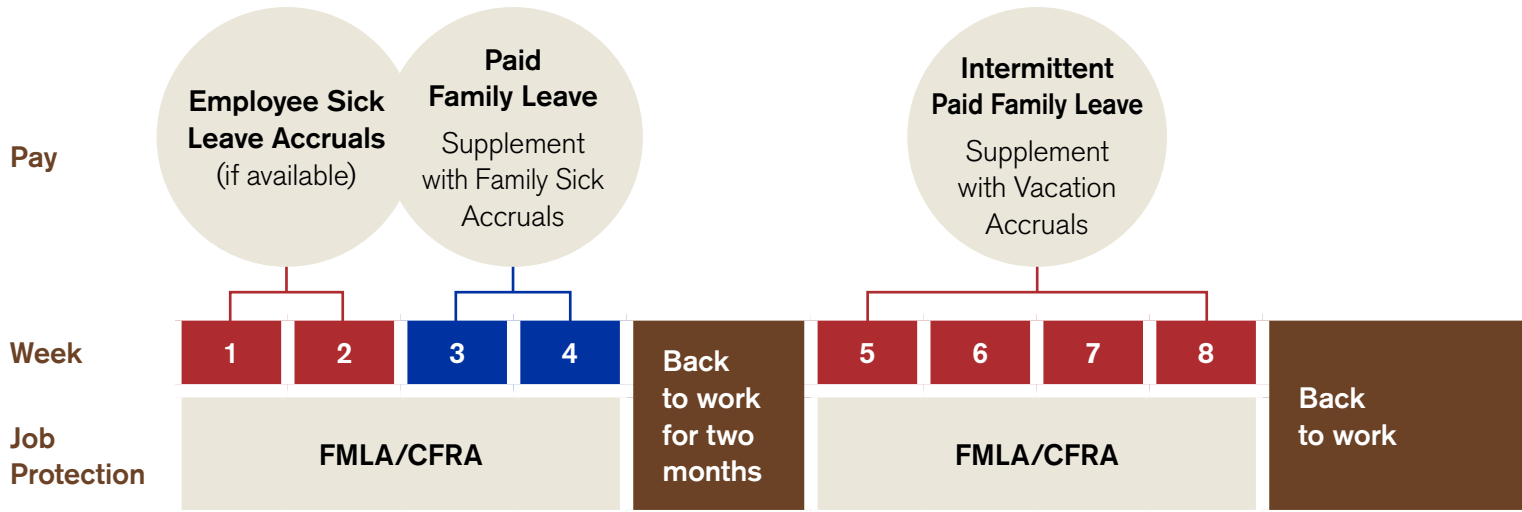 Pay
Employee Sick
Leave Accruals
(if available)
Paid
Family Leave
Supplement
with Family Sick
Accruals
Intermittent
Paid Family Leave
Supplement
with Vacation
Accruals
Week
1
2
3
4
Back
to work
for two
months
5
6
7
8
Back
to work
Job
Protection
FMLA/CFRA
FMLA/CFRA